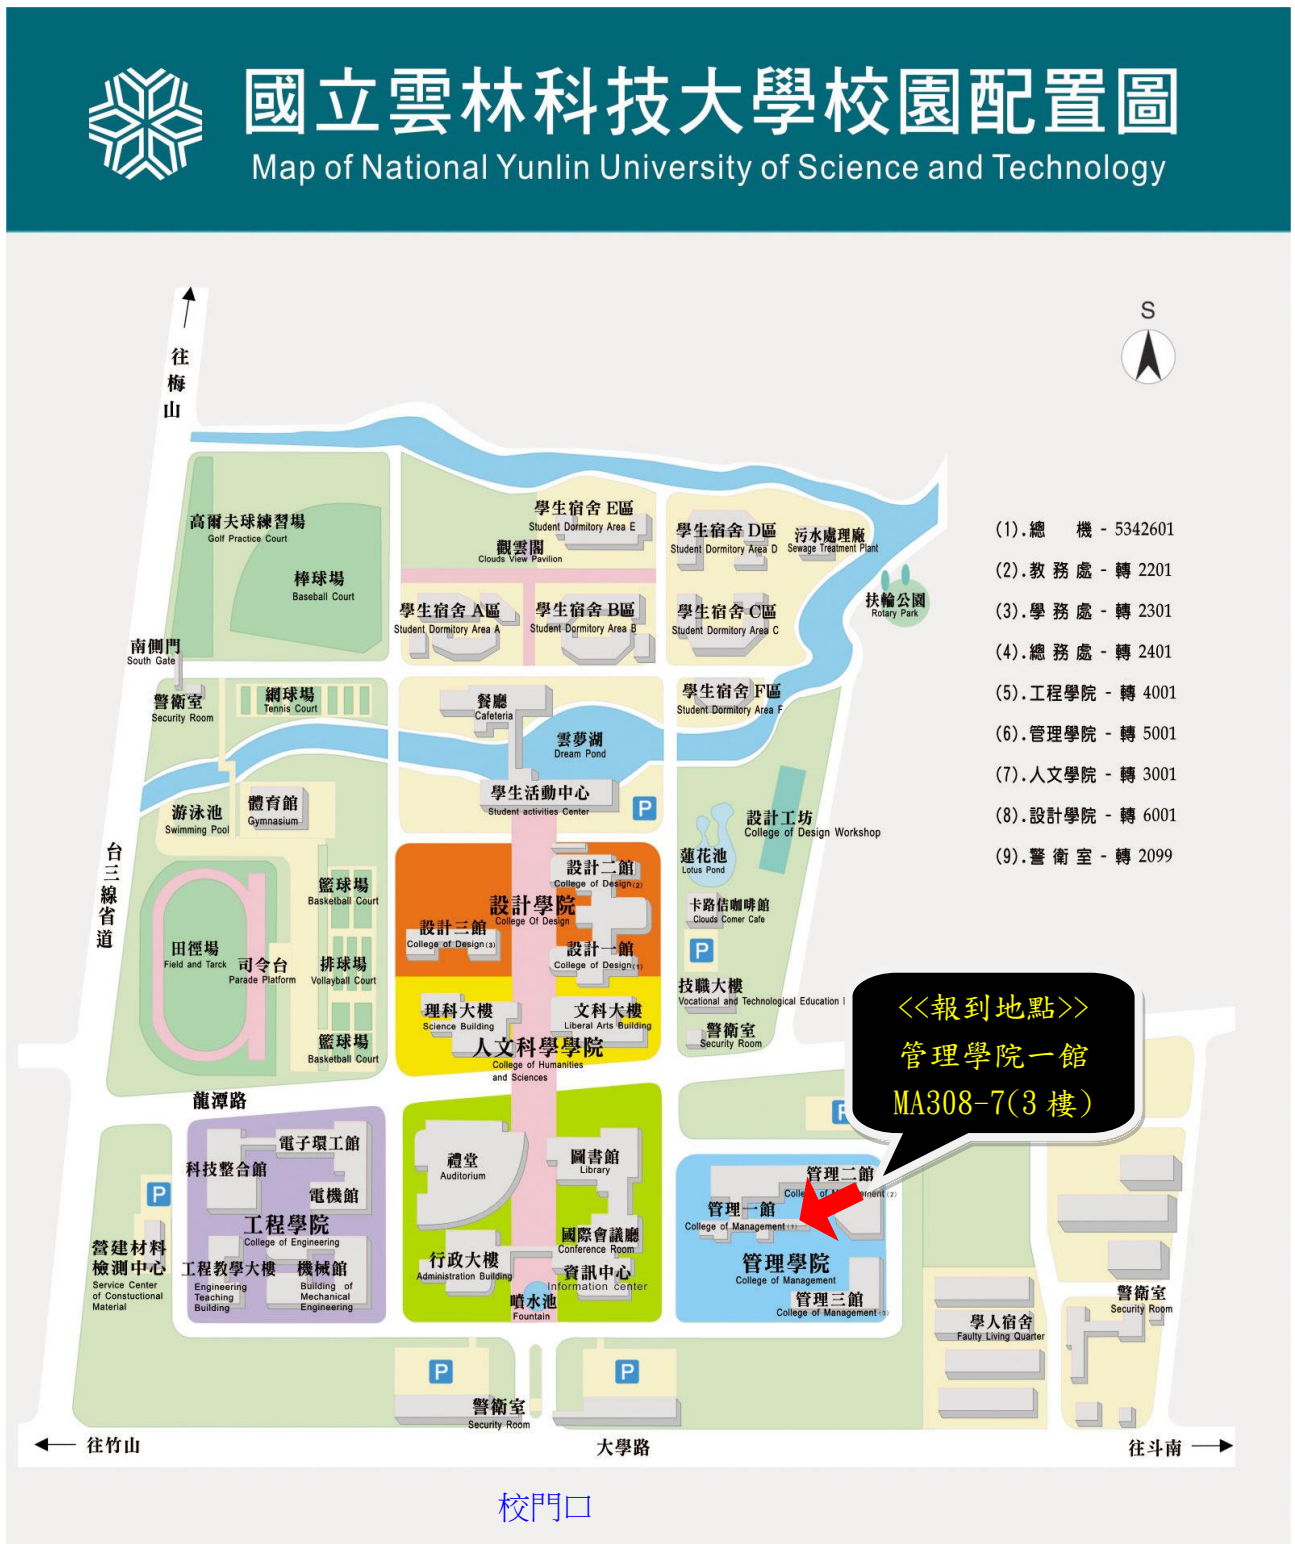 國立雲林科技大學校園配置圖
Map of National Yunlin University of Science and Technology
S
往梅山
高爾夫球練習場
Golf Practice Court
棒球場
Baseball Court
學生宿舍 E區
Student Dormitory Area E
觀雲閣
Clouds View Pavilion
學生宿舍 D區
Student Dormitory Area D
污水處理廠
Sewage Treatment Plant
扶輪公園
Rotary Park
學生宿舍 A區
Student Dormitory Area A
學生宿舍 B區
Student Dormitory Area B
學生宿舍 C區
Student Dormitory Area C
(1).總　機 - 5342601
(2).教 務 處 - 轉 2201
(3).學 務 處 - 轉 2301
(4).總 務 處 - 轉 2401
(5).工程學院 - 轉 4001
(6).管理學院 - 轉 5001
(7).人文學院 - 轉 3001
(8).設計學院 - 轉 6001
(9).警 衛 室 - 轉 2099
南側門
South Gate
警衛室
Security Room
網球場
Tennis Court
餐廳
Cafeteria
學生宿舍 F區
Student Dormitory Area F
雲夢湖
Dream Pond
學生活動中心
Student activities Center
P
游泳池
Swimming Pool
體育館
Gymnasium
設計工坊
College of Design Workshop
蓮花池
Lotus Pond
台三線省道
籃球場
Basketball Court
設計二館
College of Design(2)
設計學院
College Of Design
設計三館
College of Design(3)
設計一館
College of Design(1)
卡路佶咖啡館
Clouds Comer Cafe
P
田徑場
Field and Tarck
司令台
Parade Platform
排球場
Vollayball Court
技職大樓
Vocational and Technological Education
理科大樓
Science Building
文科大樓
Liberal Arts Building
警衛室
Security Room
籃球場
Basketball Court
人文科學學院
College of Humanities
and Sciences
<<報到地點>>
管理學院一館
MA308-7(3 樓)
龍潭路
P
電子環工館
科技整合館
電機館
工程學院
College of Engineering
P
禮堂
Auditorium
圖書館
Library
管理二館
College of Management(2)
管理一館
College of Management(1)
管理學院
College of Management
管理三館
College of Management(3)
國際會議廳
Conference Room
行政大樓
Administration Building
資訊中心
Information center
噴水池
Fountain
營建材料
檢測中心
Service Center
of Constuctional
Material
工程教學大樓
Engineering
Teaching
Building
機械館
Building of
Mechanical
Engineering
學人宿舍
Faulty Living Quarter
警衛室
Security Room
P
P
警衛室
Security Room
往竹山
大學路
往斗南
校門口